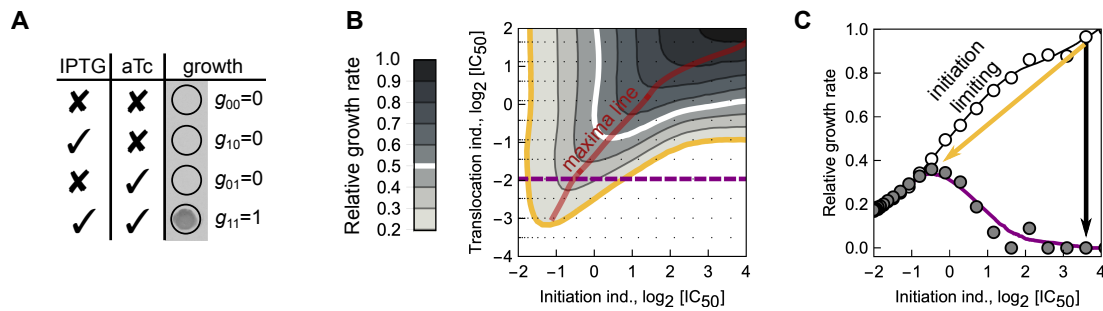 A
IPTG aTc growth
✘ ✘ g00=0
✓ ✘ g10=0
✘ ✓ g01=0
✓ ✓ g11=1
B
Relative growth rate
1.0
0.9
0.8
0.7
0.6
0.5
0.4
0.3
0.2
Translocation ind., log2 [IC50]
2
1
0
−1
−2
−3
−4
maxima line
−2 −1 0 1 2 3 4
Initiation ind., log2 [IC50]
C
Relative growth rate
1.0
0.8
0.6
0.4
0.2
0.0
initiation
limiting
−2 −1 0 1 2 3 4
Initiation ind., log2 [IC50]